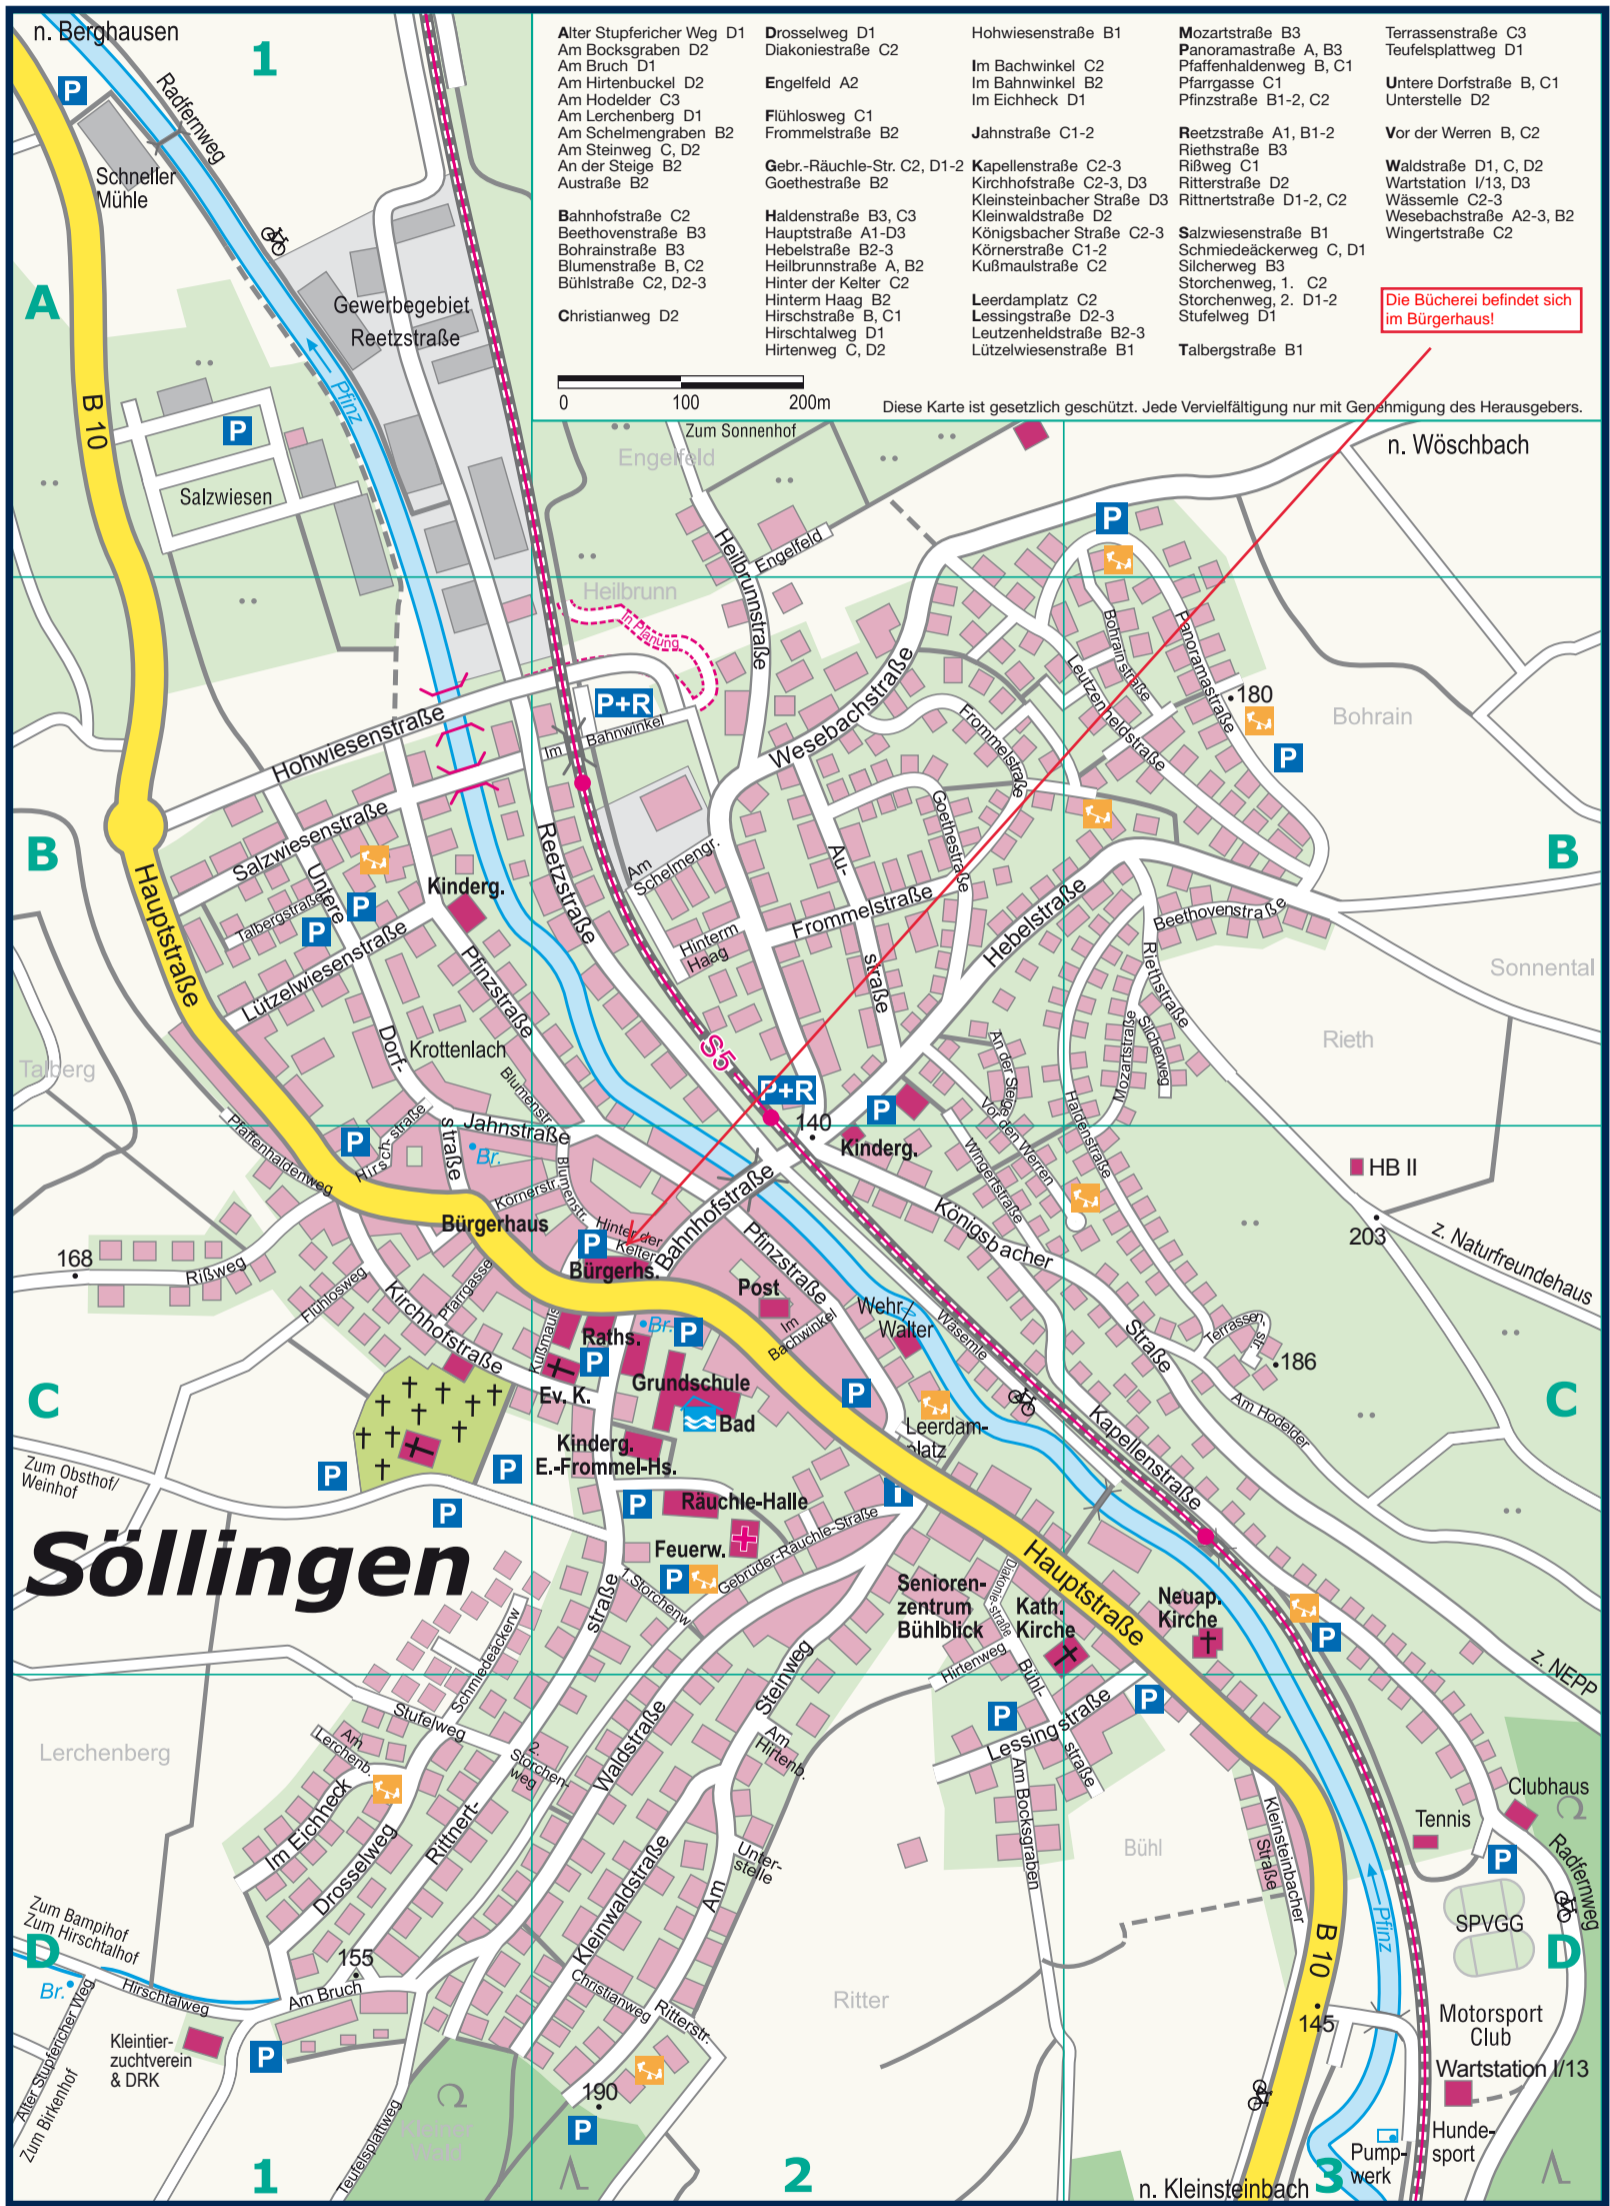 n. Berghausen
1
Alter Stupfericher Weg D1
Am Bocksgraben D2
Am Bruch D1
Am Hirtenbuckel D2
Am Hodelder C3
Am Lerchenberg D1
Am Schelmengraben B2
Am Steinweg C, D2
An der Steige B2
Austraße B2
Bahnhofstraße C2
Beethovenstraße B3
Bohrainstraße B3
Blumenstraße B, C2
Bühlstraße C2, D2-3
Christianweg D2
Drosselweg D1
Diakoniestraße C2
Engelfeld A2
Flühlosweg C1
Frommelstraße B2
Gebr.-Räuchle-Str. C2, D1-2
Goethestraße B2
Haldenstraße B3, C3
Hauptstraße A1-D3
Hebelstraße B2-3
Heilbrunnstraße A, B2
Hinter der Kelter C2
Hinterm Haag B2
Hirschstraße B, C1
Hirschtalweg D1
Hirtenweg C, D2
Hohwiesenstraße B1
Im Bachwinkel C2
Im Bahnwinkel B2
Im Eichheck D1
Jahnstraße C1-2
Kapellenstraße C2-3
Kirchhofstraße C2-3, D3
Kleinsteinbacher Straße D3
Kleinwaldstraße D2
Königsbacher Straße C2-3
Körnerstraße C1-2
Kußmaulstraße C2
Leerdamplatz C2
Lessingstraße D2-3
Leutzenheldstraße B2-3
Lützelwiesenstraße B1
Mozartstraße B3
Panoramastraße A, B3
Pfaffenhaldenweg B, C1
Pfarrgasse C1
Pfinzstraße B1-2, C2
Reetzstraße A1, B1-2
Riethstraße B3
Rißweg C1
Ritterstraße D2
Rittnertstraße D1-2, C2
Salzwiesenstraße B1
Schmiedeäckerweg C, D1
Silcherweg B3
Storchenweg, 1. C2
Storchenweg, 2. D1-2
Stufelweg D1
Talbergstraße B1
Terrassenstraße C3
Teufelsplattweg D1
Untere Dorfstraße B, C1
Unterstelle D2
Vor der Werren B, C2
Waldstraße D1, C, D2
Wartstation I/13, D3
Wässemle C2-3
Wesebachstraße A2-3, B2
Wingertstraße C2
Die Bücherei befindet sich
im Bürgerhaus!
0 100 200m
Diese Karte ist gesetzlich geschützt. Jede Vervielfältigung nur mit Genehmigung des Herausgebers.
P
Radfernweg
Schneller
Mühle
A
Gewerbegebiet
Reetzstraße
Pfinz
B 10
P
Salzwiesen
Zum Sonnenhof
Engelfeld
n. Wöschbach
Engelfeld
Heilbrunnstraße
P
Heilbrunn
In Planung
Bohrainstraße
Panoramastraße
Leutzenheldstraße
180
Bohrain
P
P+R
Im Bahnwinkel
Hohwiesenstraße
Wesebachstraße
Frommelstraße
Goethestraße
B
Salzwiesenstraße
Untere
Kinderg.
Reetzstraße
Am
Schelmengr.
Au-
B
Hauptstraße
Talbergstraße
P
P
Lützelwiesenstraße
Pfinzstraße
Hinterm
Haag
Frommelstraße
straße
Hebelstraße
Beethovenstraße
Riethstraße
Sonnental
Rieth
Talberg
Dorf-
Krottenlach
Blumenstr.
S5
An der Steige
Mozartstraße
Silcherweg
P+R
140
P
Kinderg.
Vor den Werren
Haldenstraße
Wingertstraße
HB II
203
z. Naturfreundehaus
Pfaffenhaldenweg
P
Hirsch-straße
straße
Jahnstraße
Br.
Körnerstr.
Blumenstr.
Bürgerhaus
Hinter der
Kelter
Bahnhofstraße
Pfinzstraße
Königsbacher
Straße
168
Rißweg
Flühlosweg
Kirchhofstraße
Pfarrgasse
P
Bürgerhs.
Post
Im
Bachwinkel
Wehr
Walter
Wäsemle
Terrassen
str.
186
Am Hodelder
Kußmauls
Raths.
Br.
P
P
Ev. K.
Grundschule
Bad
P
Leerdam-
platz
C
C
Kapellenstraße
Kinderg.
E.-Frommel-Hs.
Zum Obsthof/
Weinhof
P
P
P
P
Räuchle-Halle
Feuerw.
P
Gebrüder-Räuchle-Straße
Söllingen
1.Storchenw.
straße
Senioren-
zentrum
Bühlblick
Diakonie-straße
Kath.
Kirche
Hauptstraße
Neuap.
Kirche
P
z. NEPP
Schmiedeäckerw
Stufelweg
Am
Lerchenb.
Lerchenberg
Im Eichheck
Drosselweg
Rittnert-
2.
Storchen-
weg
Waldstraße
Steinweg
Am
Hirtenb.
Hirtenweg
Bühl-
straße
Lessingstraße
P
P
Am Bocksgraben
Kleinwaldstraße
Am
Unter-
stelle
Bühl
Kleinsteinbacher
Straße
Clubhaus
Tennis
P
Radfernweg
SPVGG
Zum Bampihof
Zum Hirschtalhof
D
D
Br.
Hirschtalweg
155
Am Bruch
Alter Stupfericher Weg
Zum Birkenhof
Kleintier-
zuchtverein
& DRK
P
Teufelsplattweg
Kleiner
Wald
Christianweg
Ritterstr.
190
P
Ritter
B 10
Pfinz
145
Motorsport
Club
Wartstation I/13
Hunde-
sport
Pump-
werk
n. Kleinsteinbach
1
2
3